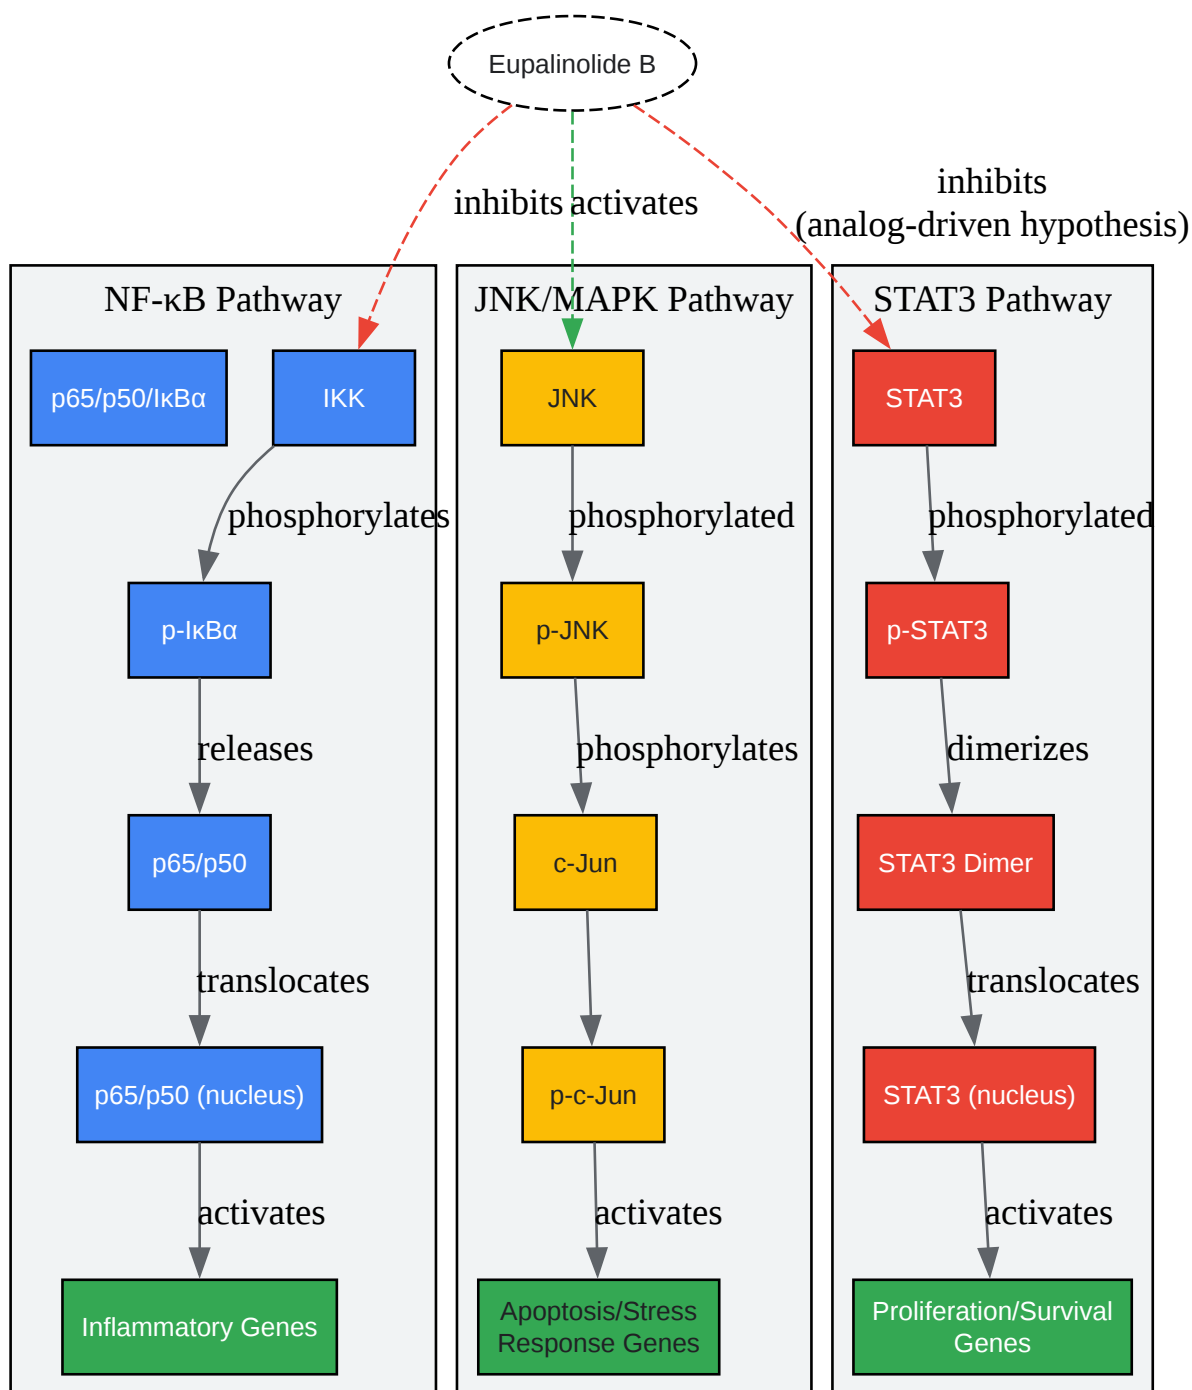 Eupalinolide B
inhibits
activates
inhibits
(analog-driven hypothesis)
NF-κB Pathway
p65/p50/IκBα
IKK
phosphorylates
p-IκBα
releases
p65/p50
translocates
p65/p50 (nucleus)
activates
Inflammatory Genes
JNK/MAPK Pathway
JNK
phosphorylated
p-JNK
phosphorylates
c-Jun
p-c-Jun
activates
Apoptosis/Stress
Response Genes
STAT3 Pathway
STAT3
phosphorylated
p-STAT3
dimerizes
STAT3 Dimer
translocates
STAT3 (nucleus)
activates
Proliferation/Survival
Genes